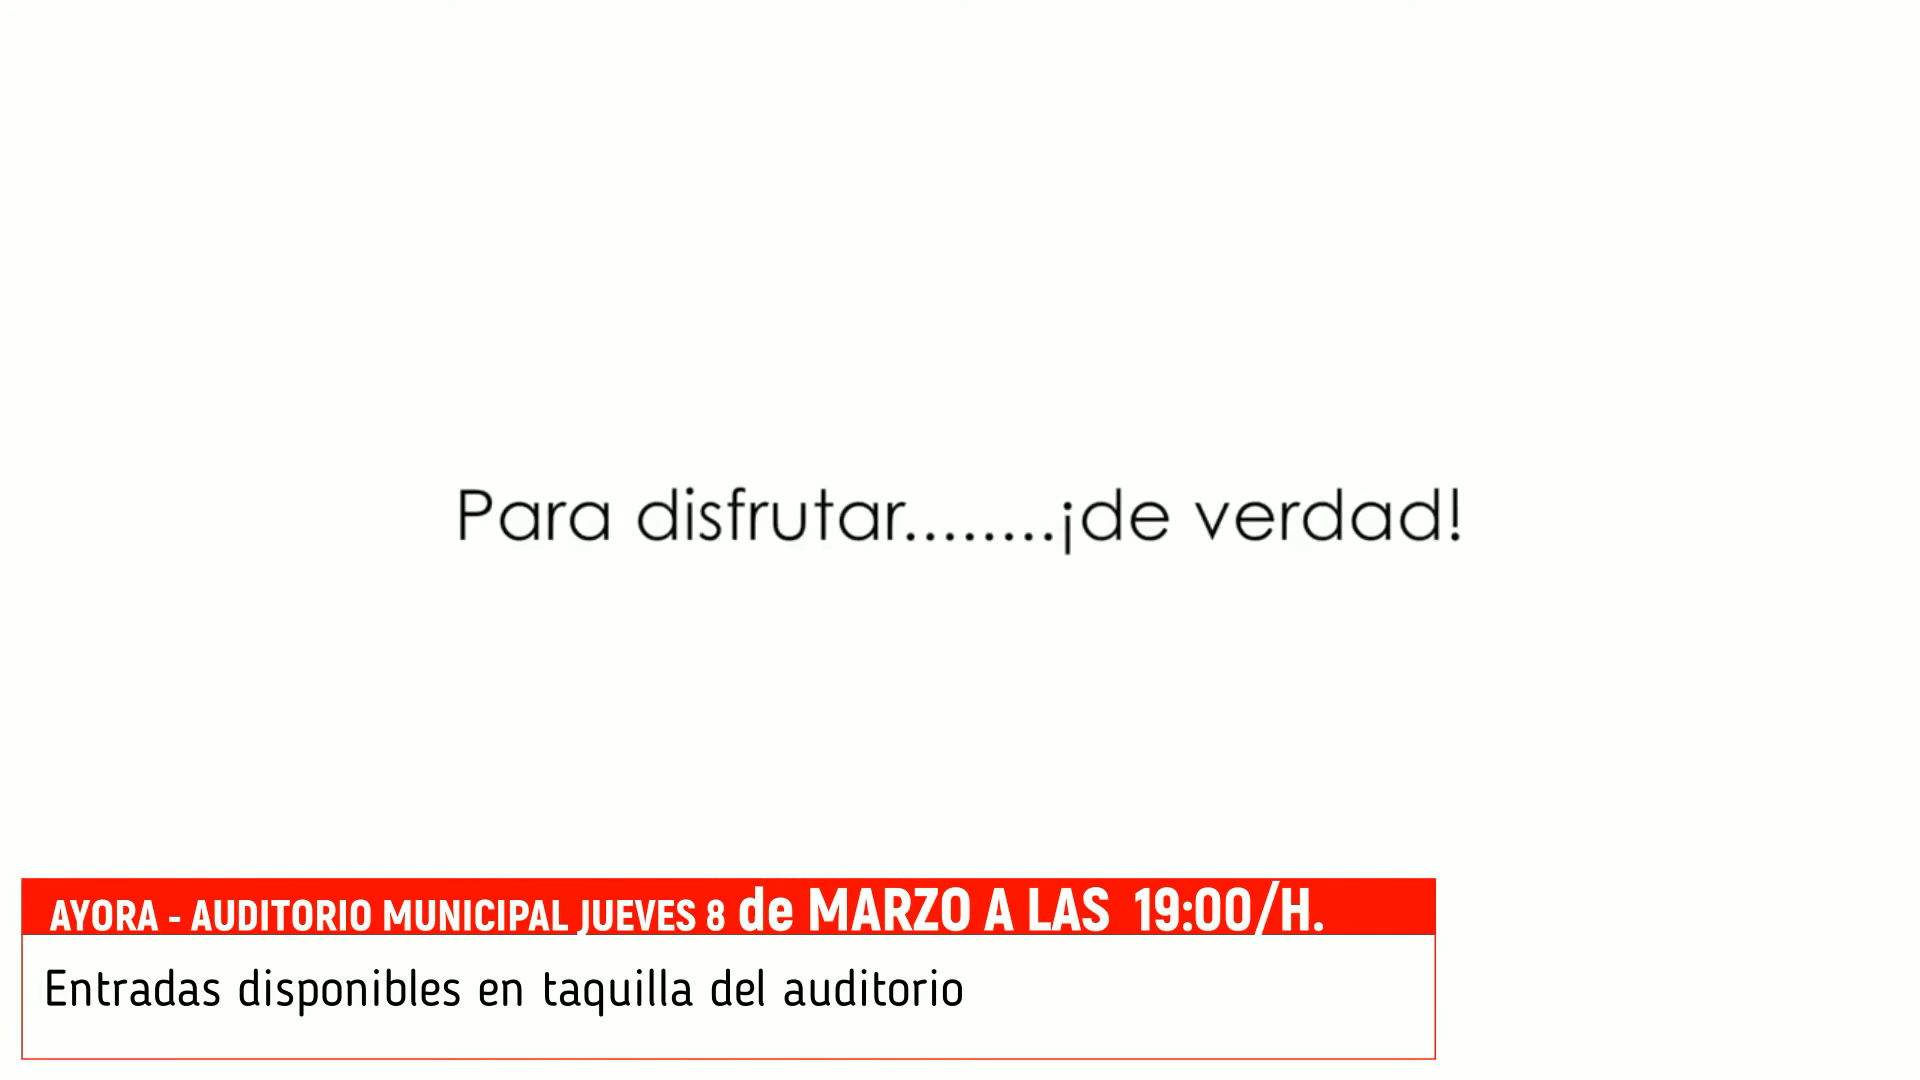 Para disfrutar........¡de verdad!
AYORA - AUDITORIO MUNICIPAL JUEVES 8 de MARZO A LAS 19:00/H.
Entradas disponibles en taquilla del auditorio